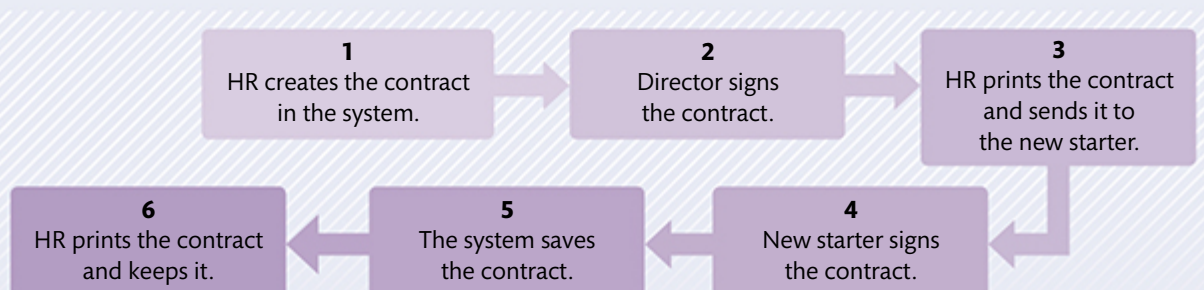 1
HR creates the contract
in the system.
2
Director signs
the contract.
3
HR prints the contract
and sends it to
the new starter.
4
New starter signs
the contract.
5
The system saves
the contract.
6
HR prints the contract
and keeps it.